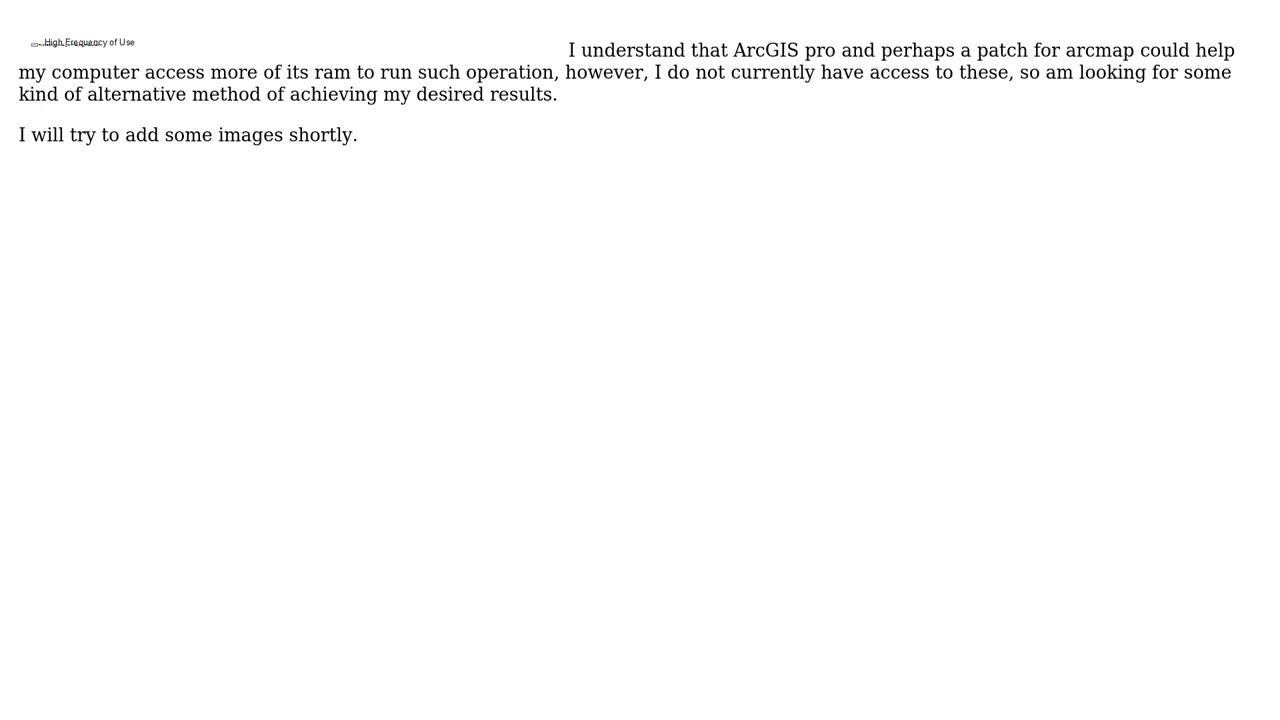 High Frequency of Use
I understand that ArcGIS pro and perhaps a patch for arcmap could help
my computer access more of its ram to run such operation, however, I do not currently have access to these, so am looking for some
kind of alternative method of achieving my desired results.
I will try to add some images shortly.